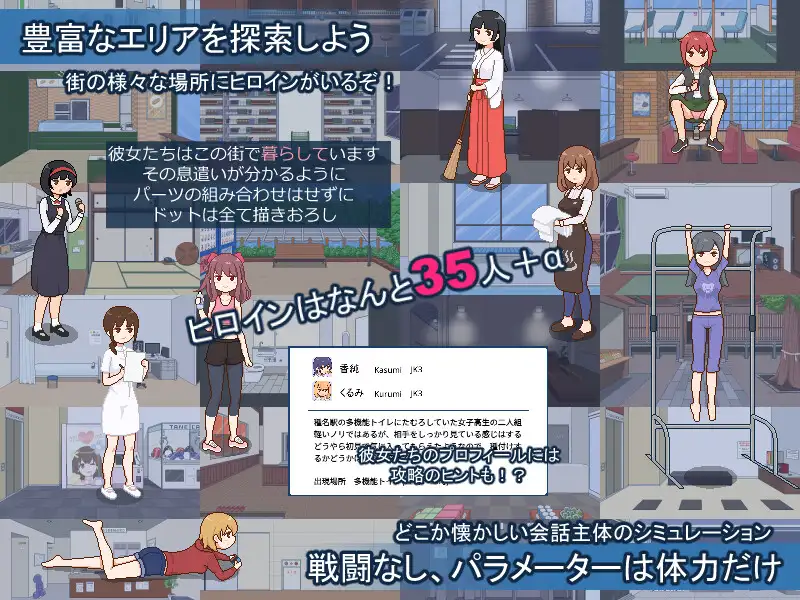 豊富なエリアを探索しよう
街の様々な場所にヒロインがいるぞ！
彼女たちはこの街で暮らしています
その息遣いが分かるように
パーツの組み合わせはせずに
ドットは全て描きおろし
ヒロインはなんと35人＋α
香純 Kasumi JK3
くるみ Kurumi JK3
種名駅の多機能トイレにたむろしていた女子高生の二人組
軽いノリではあるが、相手をしっかり見ている感じはする
彼女たちのプロフィールには
攻略のヒントも！？
出現場所 多機能トイ
どこか懐かしい会話主体のシミュレーション
戦闘なし、パラメーターは体力だけ